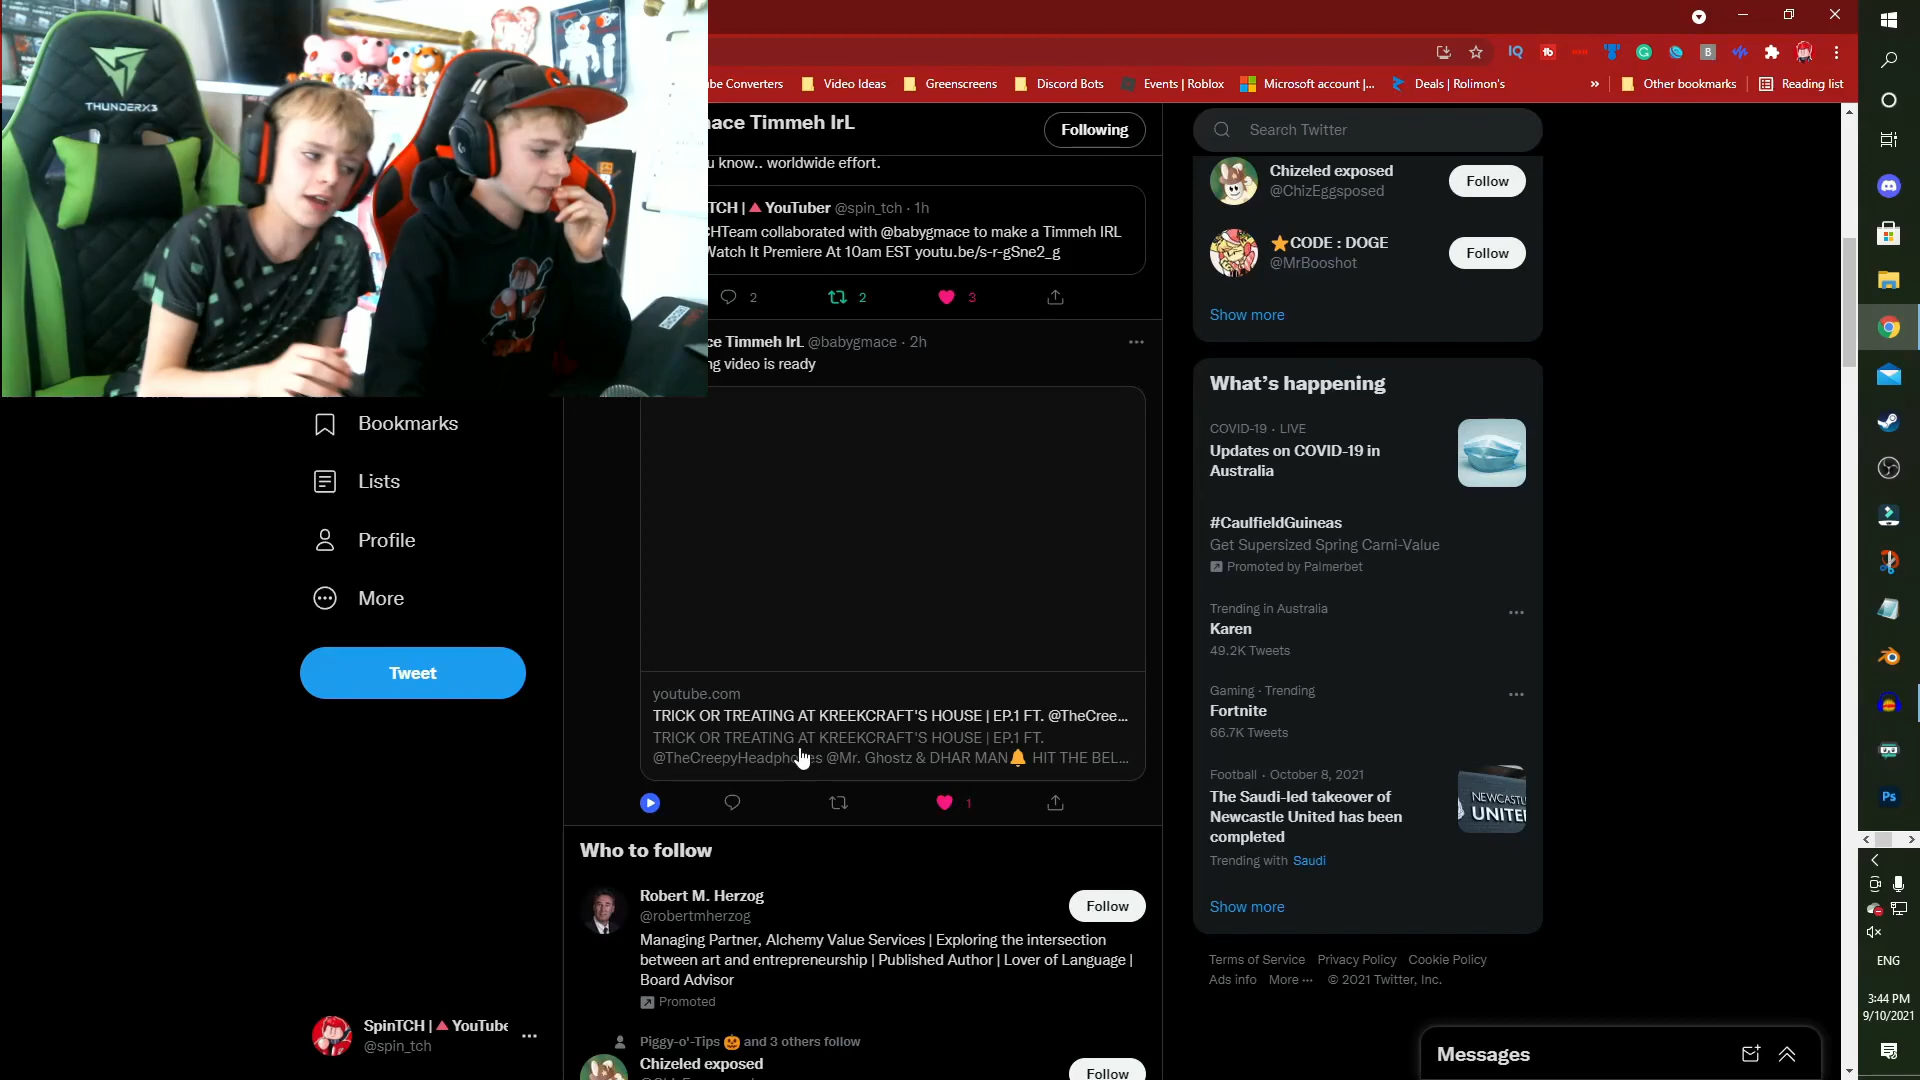 THUNDERX3
be Converters
Video Ideas
Greenscreens
Discord Bots
Events | Roblox
Microsoft account |...
Deals | Rolimon's
»
Other bookmarks
Reading list
ace Timmeh IrL
Following
u know.. worldwide effort.
TCH | 🔺 YouTuber @spin_tch · 1h
HTeam collaborated with @babygmace to make a Timmeh IRL
Watch It Premiere At 10am EST youtu.be/s-r-gSne2_g
2
2
3
ce Timmeh IrL @babygmace · 2h
ng video is ready
youtube.com
TRICK OR TREATING AT KREEKCRAFT'S HOUSE | EP.1 FT. @TheCree...
TRICK OR TREATING AT KREEKCRAFT'S HOUSE | EP.1 FT.
@TheCreepyHeadphones @Mr. Ghostz & DHAR MAN🔔 HIT THE BEL...
1
Bookmarks
Lists
Profile
More
Tweet
SpinTCH | 🔺 YouTube
@spin_tch
Who to follow
Robert M. Herzog
@robertmherzog
Follow
Managing Partner, Alchemy Value Services | Exploring the intersection
between art and entrepreneurship | Published Author | Lover of Language |
Board Advisor
Promoted
Piggy-o'-Tips 🎃 and 3 others follow
Chizeled exposed
Follow
Search Twitter
Chizeled exposed
@ChizEggsposed
Follow
⭐CODE : DOGE
@MrBooshot
Follow
Show more
What's happening
COVID-19 · LIVE
Updates on COVID-19 in
Australia
#CaulfieldGuineas
Get Supersized Spring Carni-Value
Promoted by Palmerbet
Trending in Australia
Karen
49.2K Tweets
Gaming · Trending
Fortnite
66.7K Tweets
Football · October 8, 2021
The Saudi-led takeover of
Newcastle United has been
completed
Trending with Saudi
NEWCASTL
UNITE
Show more
Terms of Service Privacy Policy Cookie Policy
Ads info More ··· © 2021 Twitter, Inc.
Messages
IQ
tb
B
Ps
ENG
3:44 PM
9/10/2021